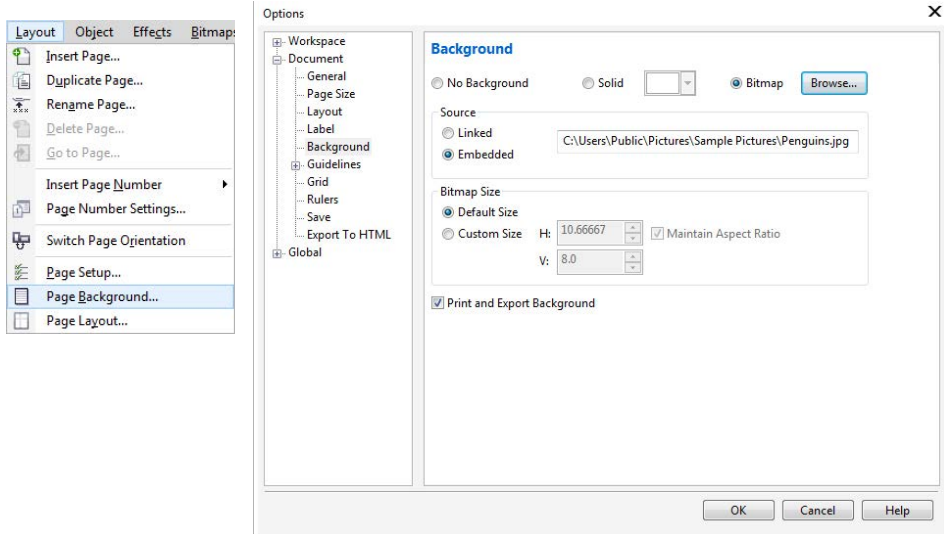 Layout Object Effects Bitmap
Insert Page...
Duplicate Page...
Rename Page...
Delete Page...
Go to Page...
Insert Page Number
Page Number Settings...
Switch Page Orientation
Page Setup...
Page Background...
Page Layout...
Options
Workspace
Document
General
Page Size
Layout
Label
Background
Guidelines
Grid
Rulers
Save
Export To HTML
Global
Background
No Background Solid Bitmap Browse...
Source
Linked
Embedded
C:\Users\Public\Pictures\Sample Pictures\Penguins.jpg
Bitmap Size
Default Size
Custom Size H: 10.66667 Maintain Aspect Ratio
V: 8.0
Print and Export Background
OK Cancel Help